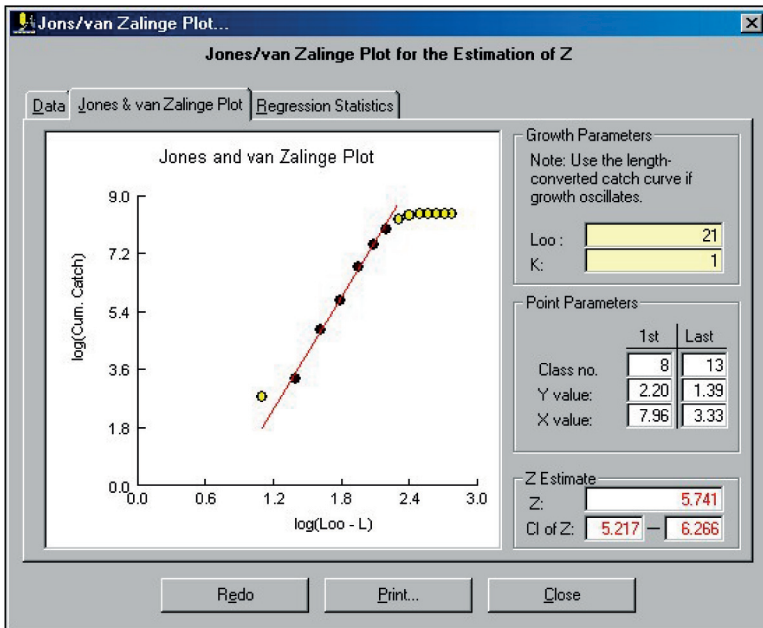 Jons/van Zalinge Plot...
Jones/van Zalinge Plot for the Estimation of Z
Data
Jones & van Zalinge Plot
Regression Statistics
Jones and van Zalinge Plot
log(Cum. Catch)
9.0
7.2
5.4
3.6
1.8
0.0
0.0 0.6 1.2 1.8 2.4 3.0
log(Loo - L)
Growth Parameters
Note: Use the length-
converted catch curve if
growth oscillates.
Loo : 21
K: 1
Point Parameters
1st Last
Class no. 8 13
Y value: 2.20 1.39
X value: 7.96 3.33
Z Estimate
Z: 5.741
CI of Z: 5.217 — 6.266
Redo
Print...
Close